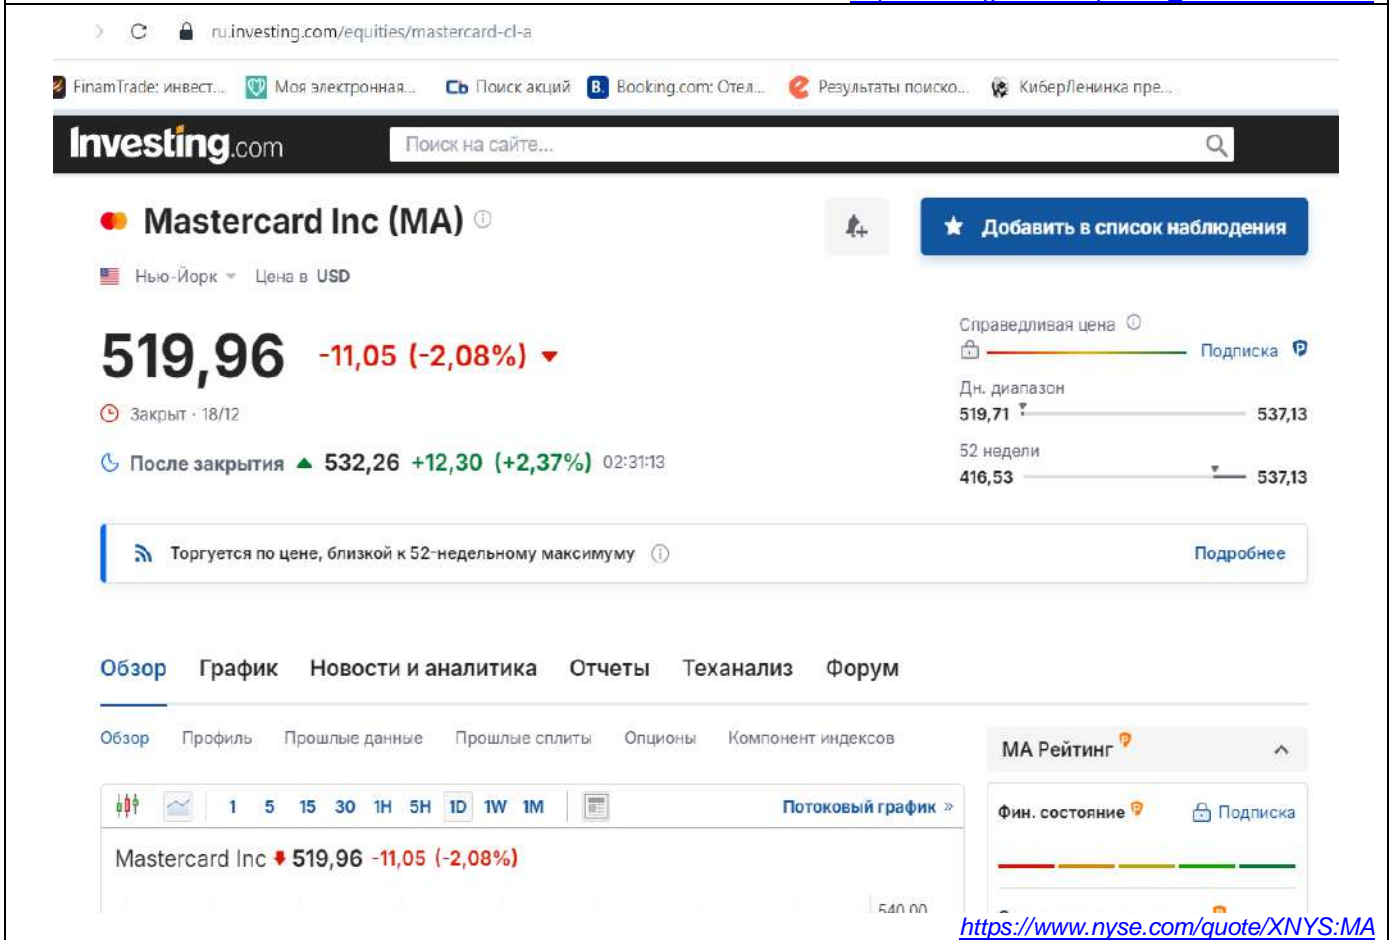 ru.investing.com/equities/mastercard-cl-a
FinamTrade: инвест... Моя электронная... Сb Поиск акций B. Booking.com: Отел... Результаты поиско... КиберЛенинка пре...
Investing.com Поиск на сайте...
Mastercard Inc (MA)
Добавить в список наблюдения
Нью-Йорк Цена в USD
519,96 -11,05 (-2,08%)
Справедливая цена
Подписка
Закрыт · 18/12
Дн. диапазон
519,71 537,13
После закрытия 532,26 +12,30 (+2,37%) 02:31:13
52 недели
416,53 537,13
Торгуется по цене, близкой к 52-недельному максимуму Подробнее
Обзор График Новости и аналитика Отчеты Теханализ Форум
Обзор Профиль Прошлые данные Прошлые сплиты Опционы Компонент индексов
MA Рейтинг
1 5 15 30 1H 5H 1D 1W 1M Потоковый график »
Фин. состояние Подписка
Mastercard Inc 519,96 -11,05 (-2,08%)
540,00
https://www.nyse.com/quote/XNYS:MA